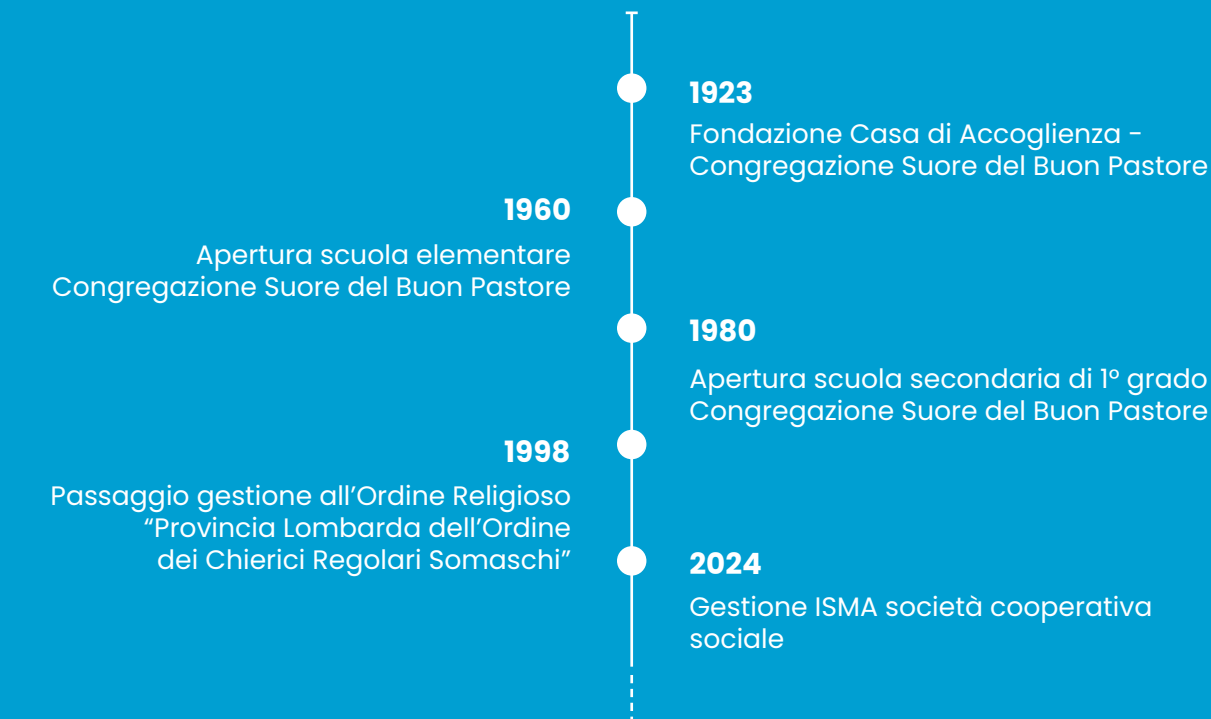 1923
Fondazione Casa di Accoglienza -
Congregazione Suore del Buon Pastore
1960
Apertura scuola elementare
Congregazione Suore del Buon Pastore
1980
Apertura scuola secondaria di 1° grado
Congregazione Suore del Buon Pastore
1998
Passaggio gestione all’Ordine Religioso
“Provincia Lombarda dell’Ordine
dei Chierici Regolari Somaschi”
2024
Gestione ISMA società cooperativa
sociale